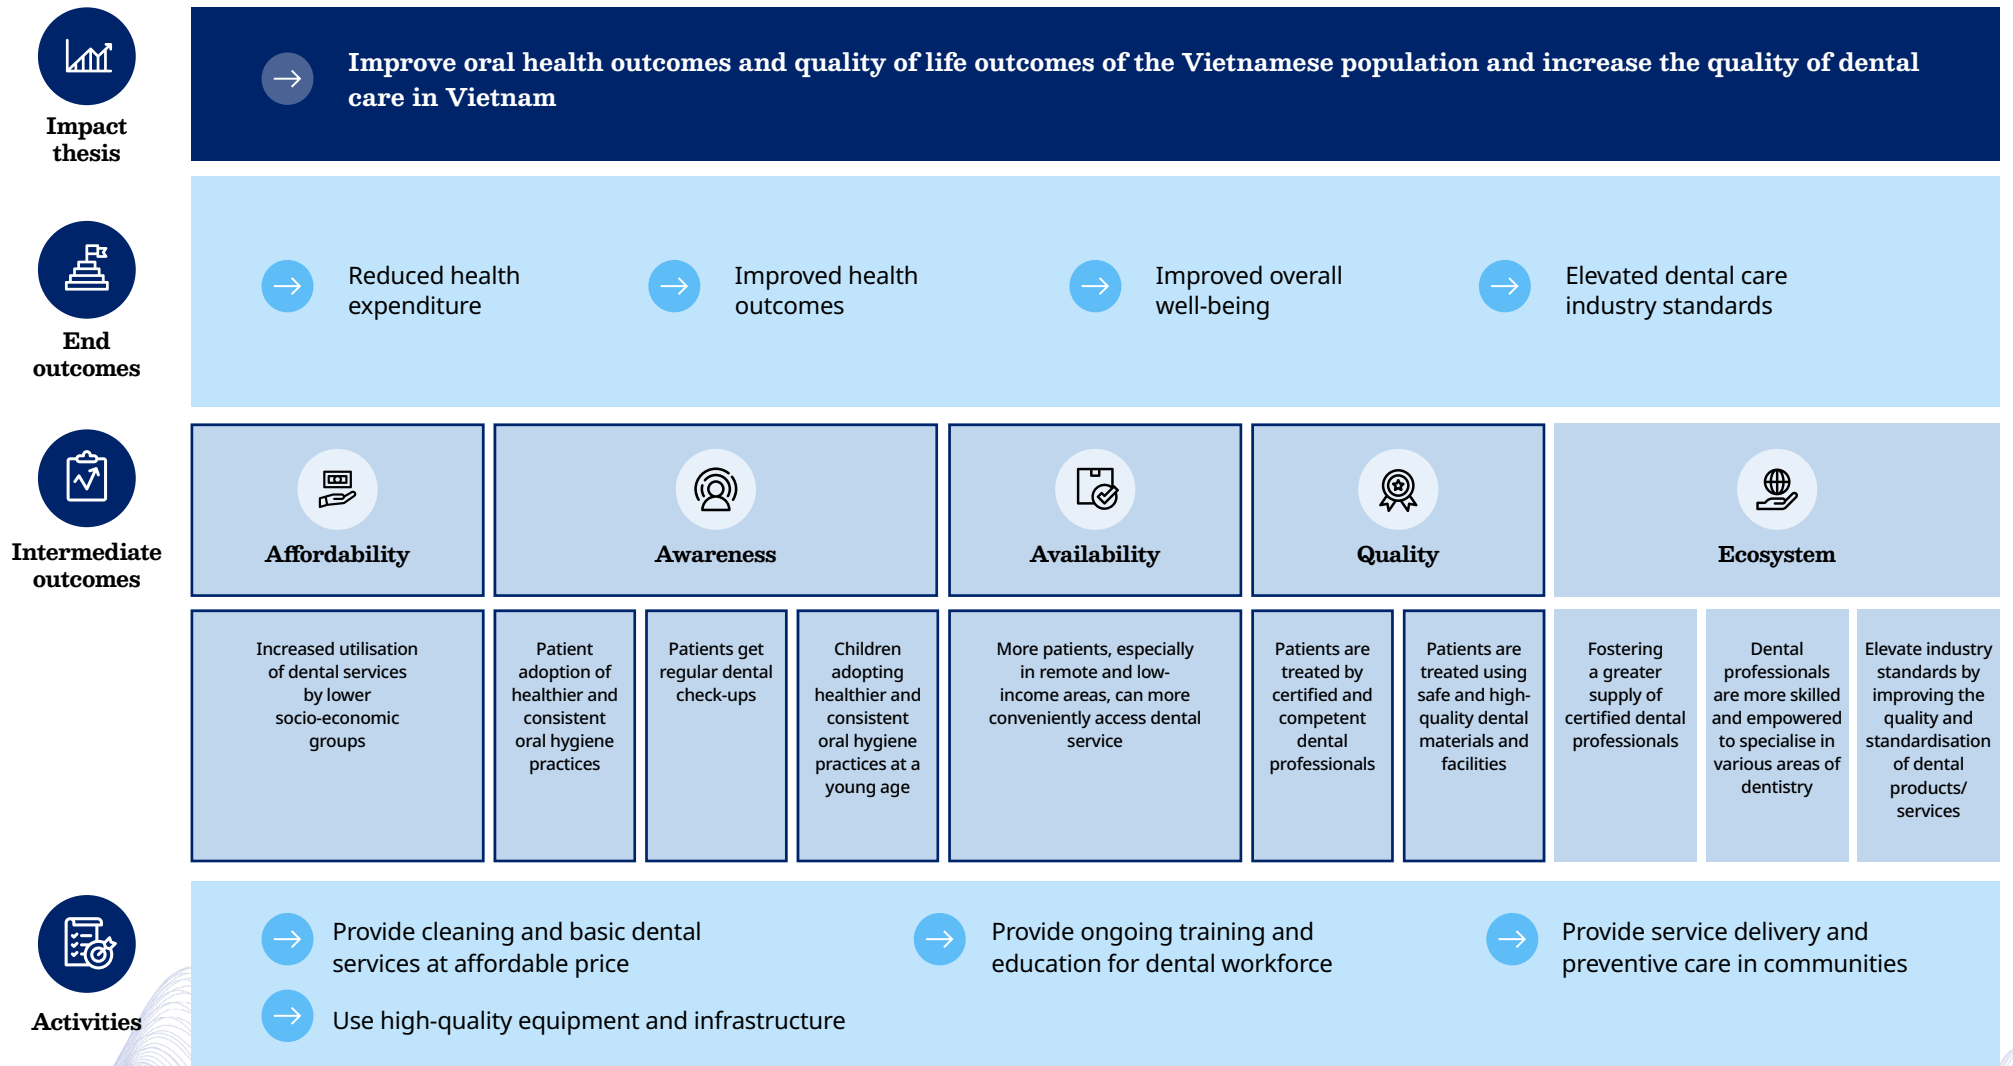 Impact
thesis
Improve oral health outcomes and quality of life outcomes of the Vietnamese population and increase the quality of dental
care in Vietnam
End
outcomes
Reduced health
expenditure
Improved health
outcomes
Improved overall
well-being
Elevated dental care
industry standards
Intermediate
outcomes
Affordability
Awareness
Availability
Quality
Ecosystem
Increased utilisation
of dental services
by lower
socio-economic
groups
Patient
adoption of
healthier and
consistent
oral hygiene
practices
Patients get
regular dental
check-ups
Children
adopting
healthier and
consistent
oral hygiene
practices at a
young age
More patients, especially
in remote and low-
income areas, can more
conveniently access dental
service
Patients are
treated by
certified and
competent
dental
professionals
Patients are
treated using
safe and high-
quality dental
materials and
facilities
Fostering
a greater
supply of
certified dental
professionals
Dental
professionals
are more skilled
and empowered
to specialise in
various areas of
dentistry
Elevate industry
standards by
improving the
quality and
standardisation
of dental
products/
services
Activities
Provide cleaning and basic dental
services at affordable price
Provide ongoing training and
education for dental workforce
Provide service delivery and
preventive care in communities
Use high-quality equipment and infrastructure